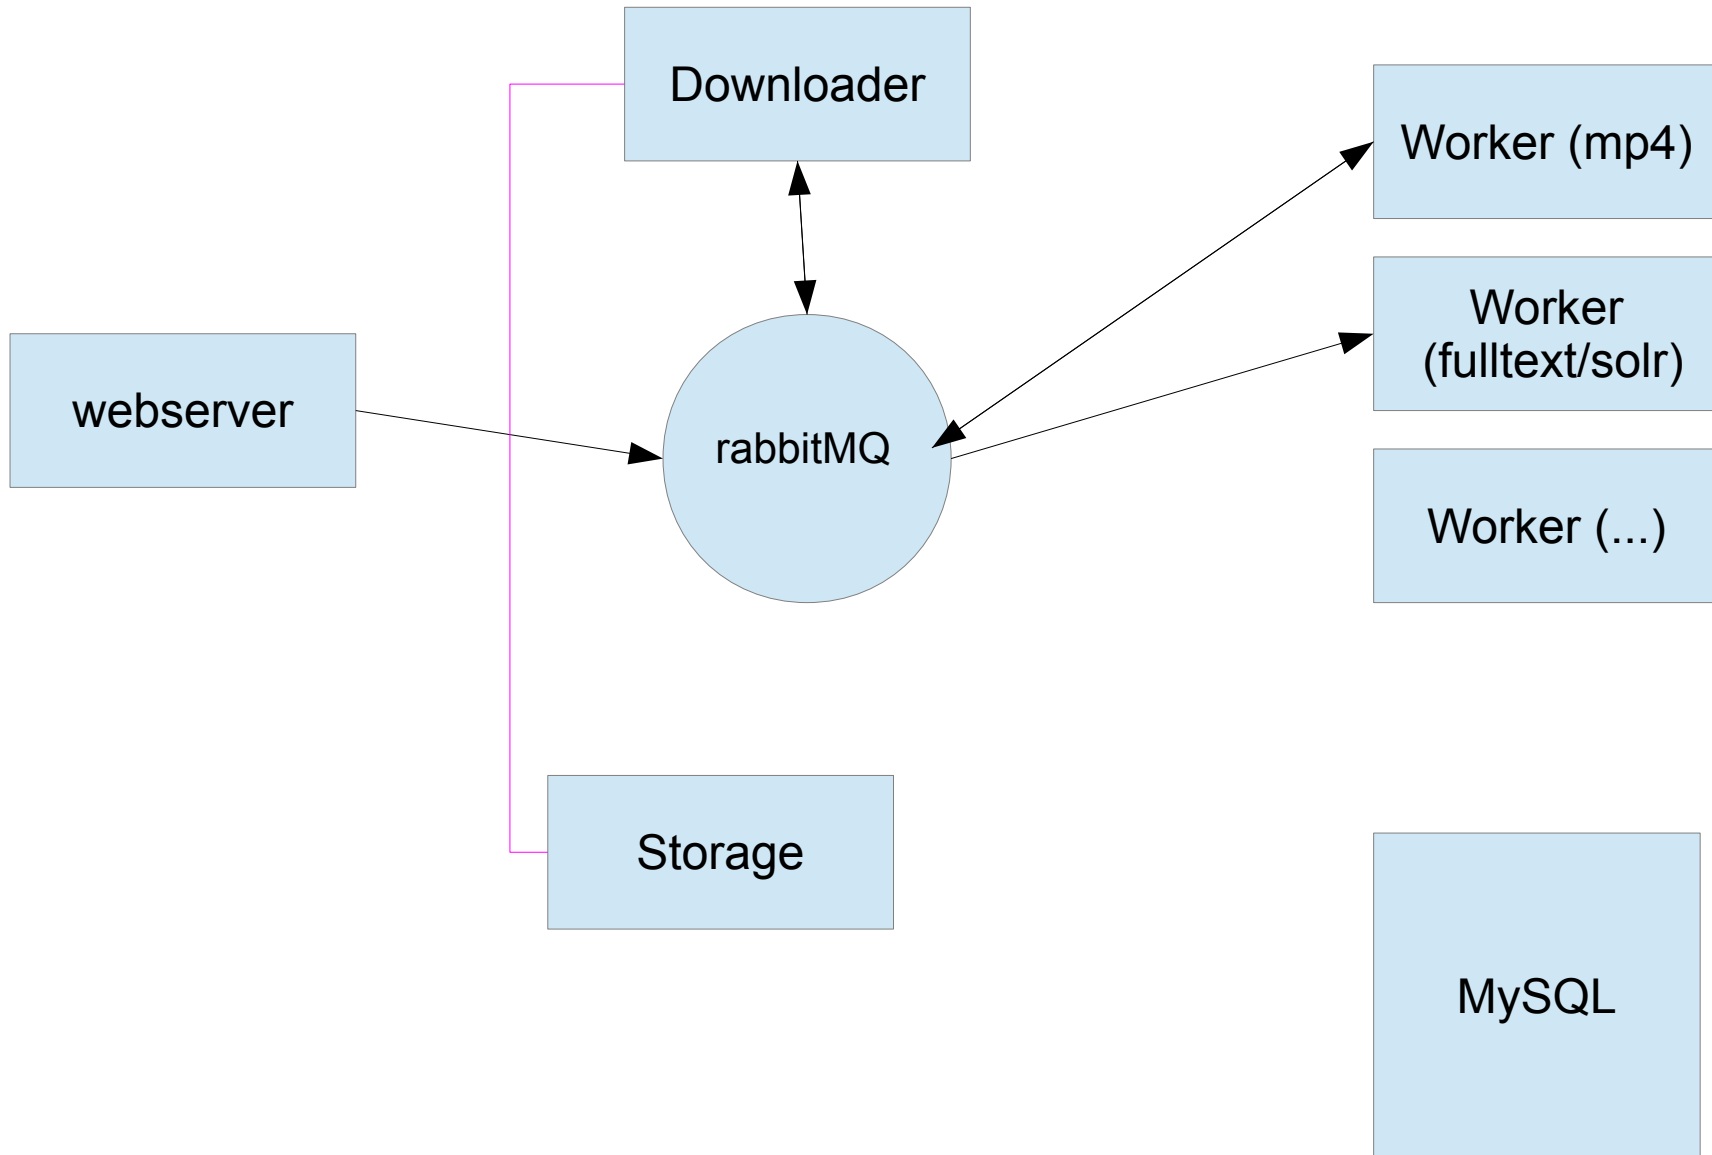 Downloader
Worker (mp4)
Worker
(fulltext/solr)
webserver
rabbitMQ
Worker (...)
Storage
MySQL